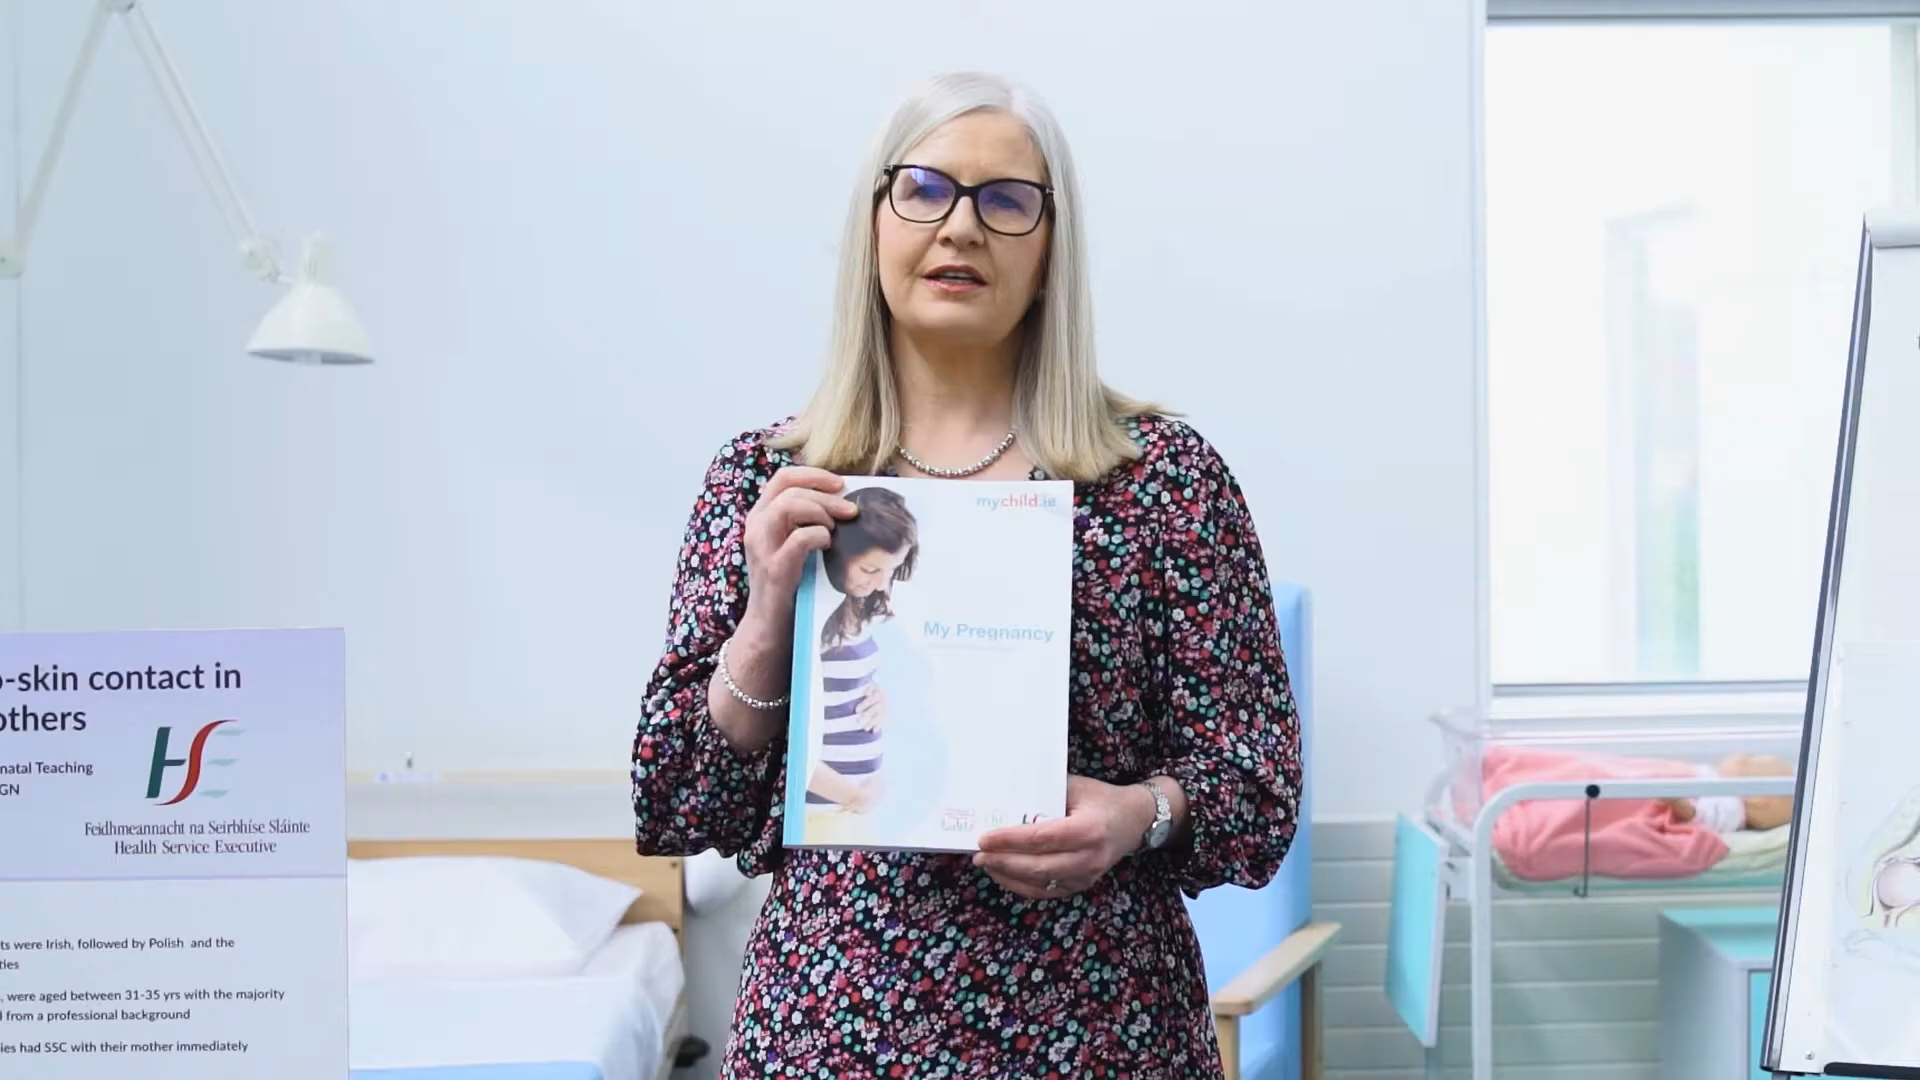 mychild.ie
My Pregnancy
-skin contact in
others
HSE
natal Teaching
GN
Feidhmeannacht na Seirbhíse Sláinte
Health Service Executive
ts were Irish, followed by Polish and the
ties
, were aged between 31-35 yrs with the majority
from a professional background
ies had SSC with their mother immediately